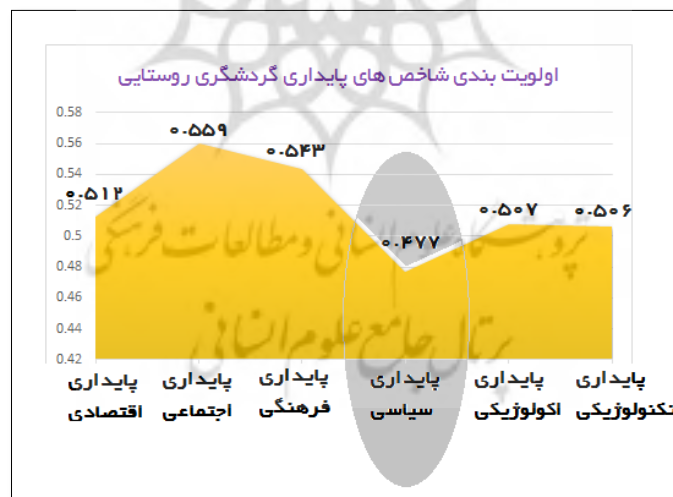 اولویت بندی شاخص های پایداری گردشگری روستایی
0.58
0.56
0.54
0.52
0.5
0.48
0.46
0.44
0.42
۰.۵۱۲
۰.۵۵۹
۰.۵۴۳
۰.۴۷۷
۰.۵۰۷
۰.۵۰۶
پژوهشگاه علوم انسانی و مطالعات فرهنگی
پرتال جامع علوم انسانی
پایداری اقتصادی
پایداری اجتماعی
پایداری فرهنگی
پایداری سیاسی
پایداری اکولوژیکی
پایداری تکنولوژیکی